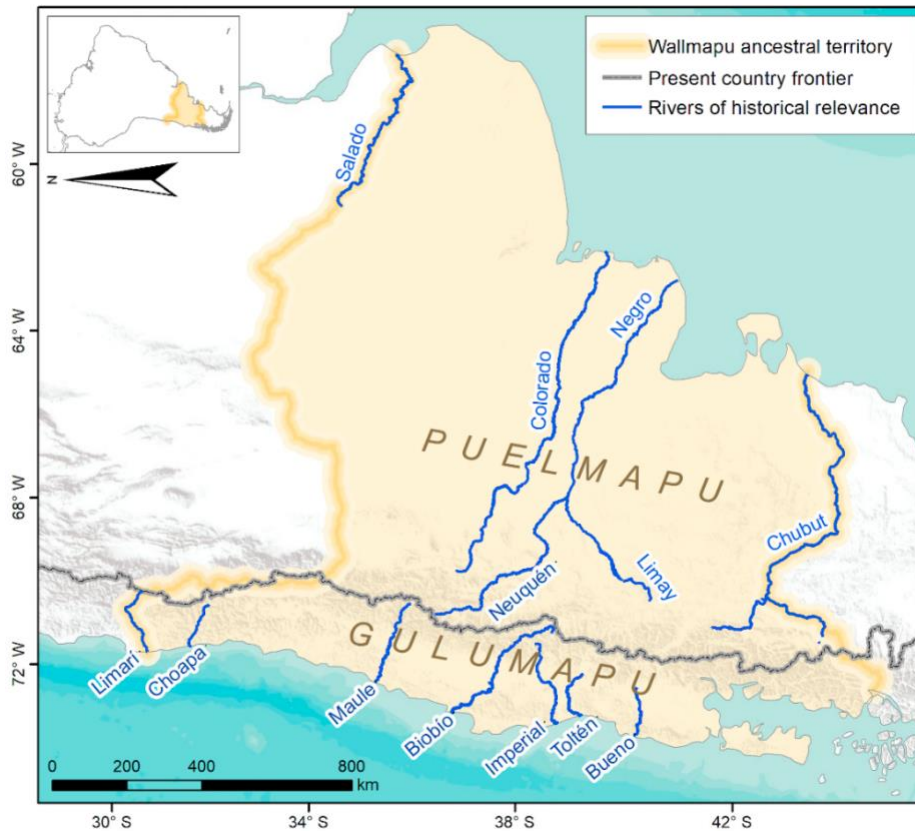 Wallmapu ancestral territory
Present country frontier
Rivers of historical relevance
N
60° W
64° W
68° W
72° W
Salado
Colorado
Negro
PUELMAPU
Chubut
Neuquén
Limay
GULUMAPU
Limarí
Choapa
Maule
Biobío
Imperial
Toltén
Bueno
0 200 400 800
km
30° S
34° S
38° S
42° S